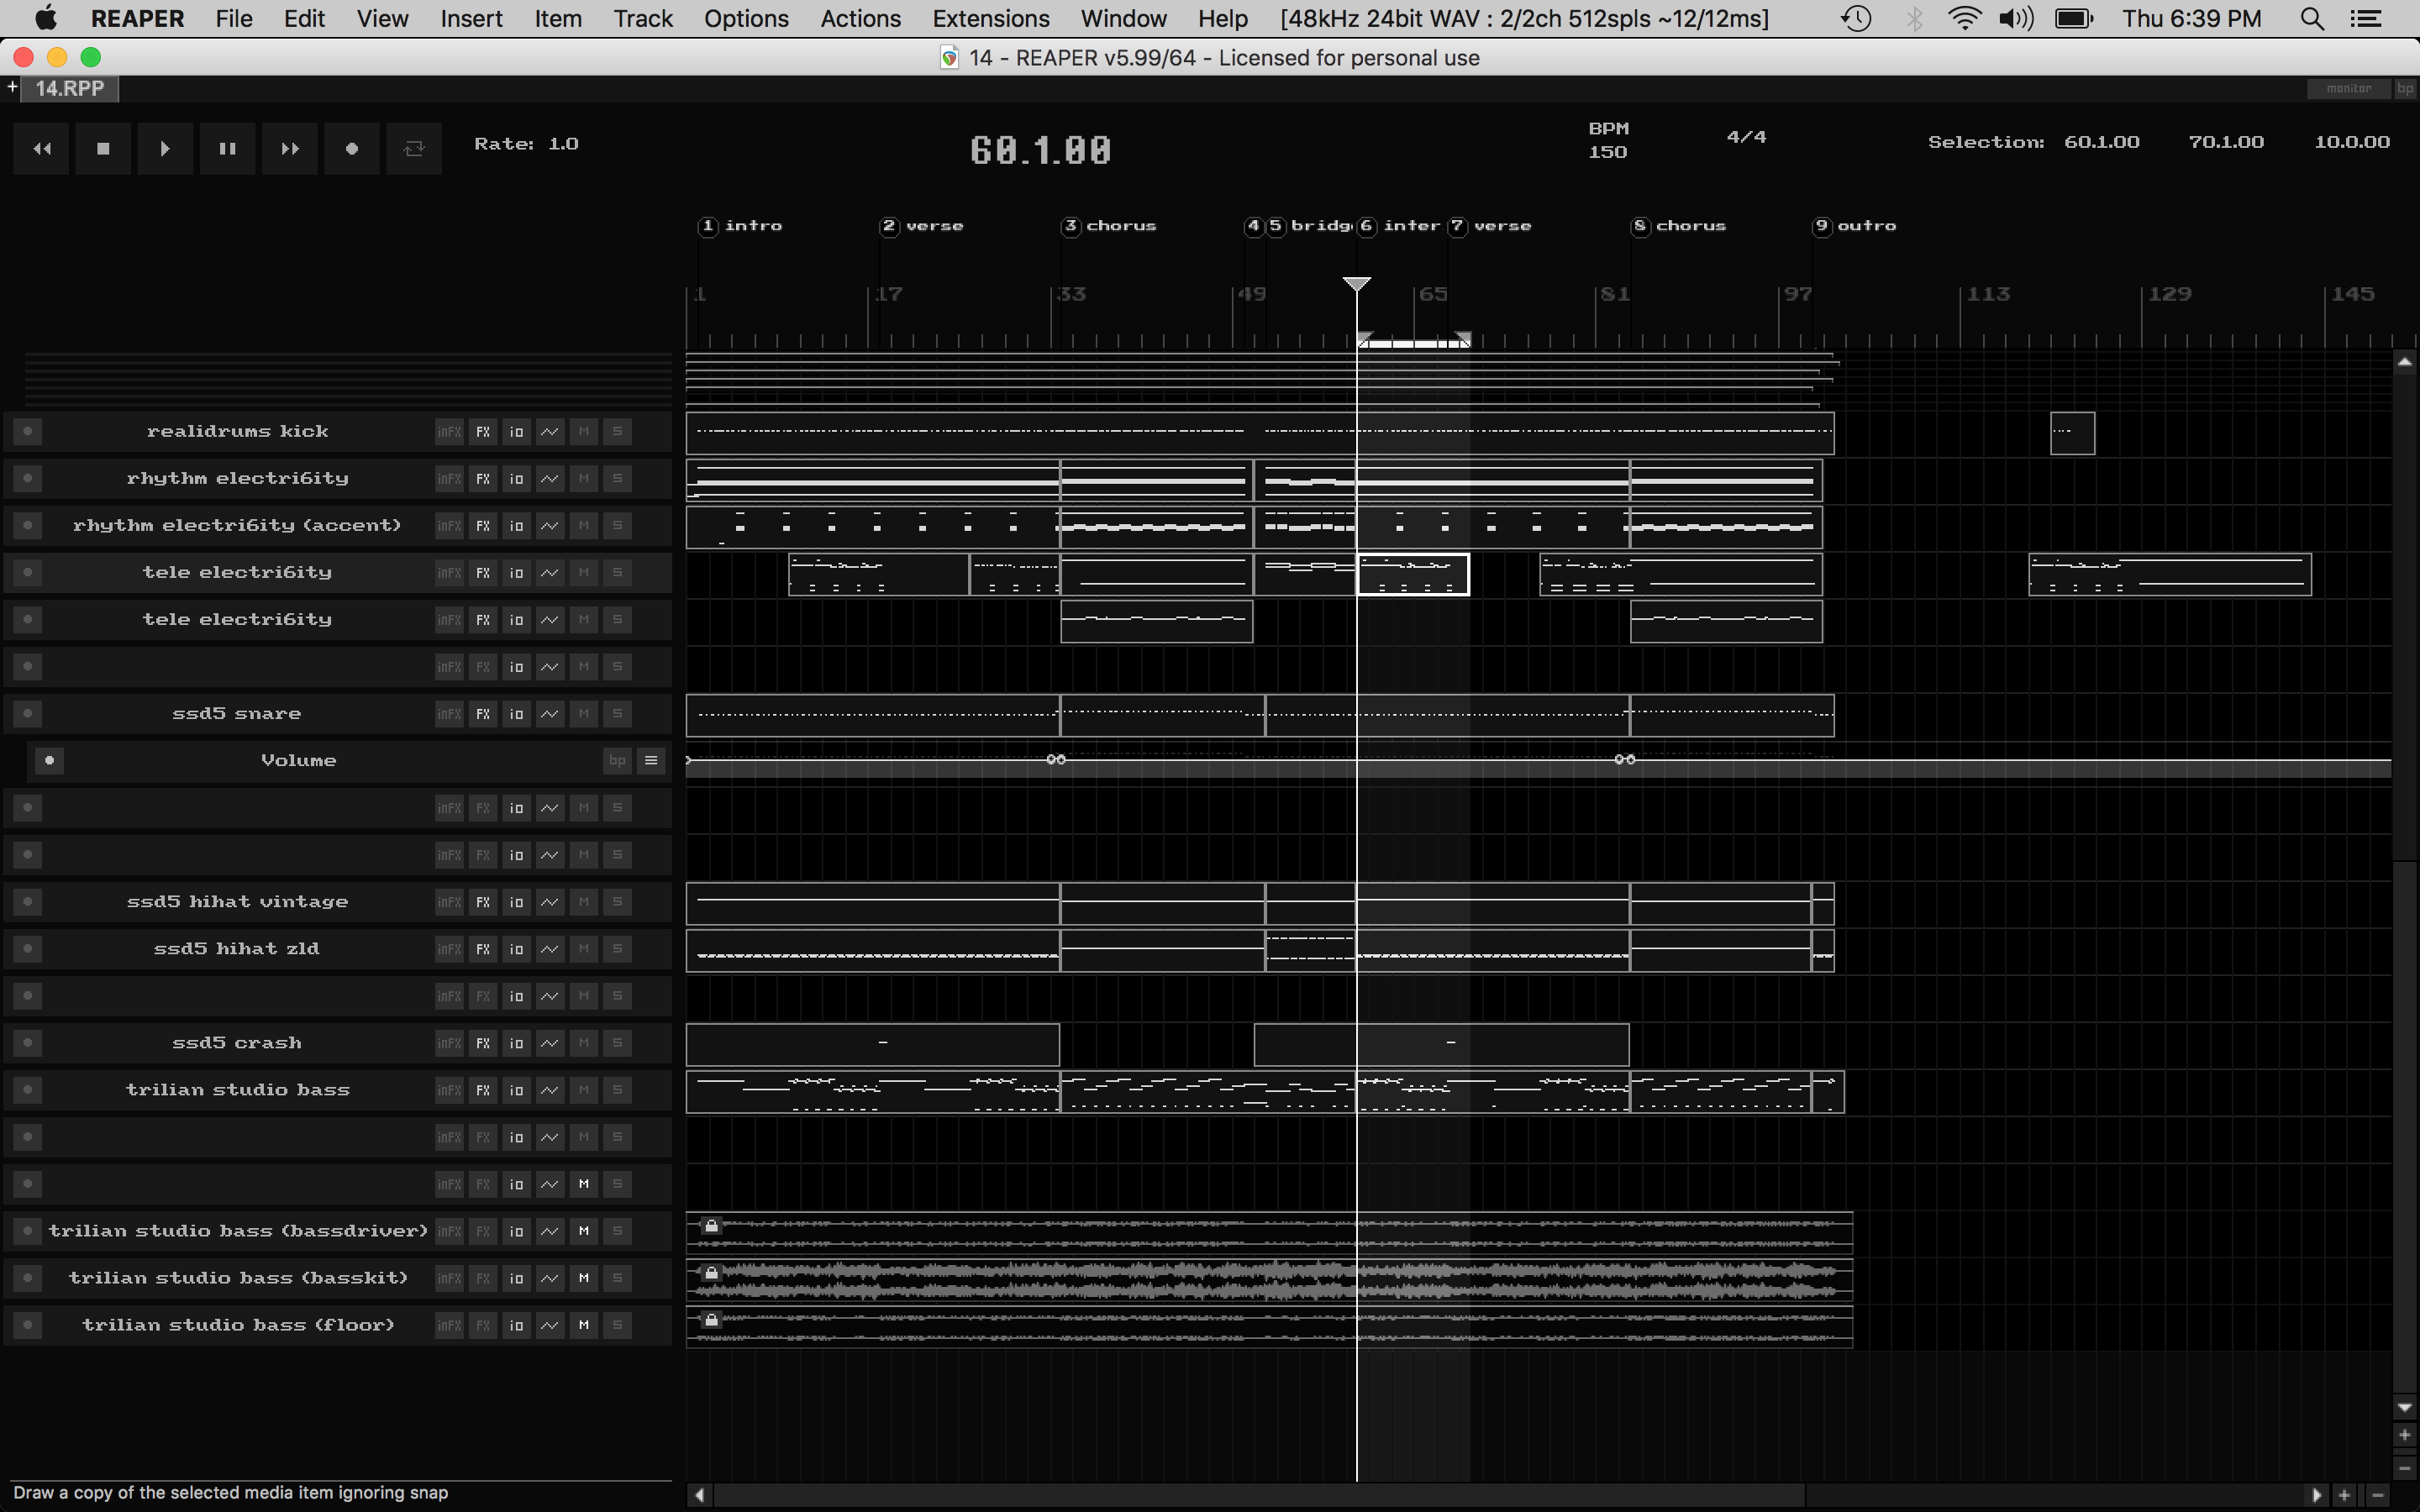 REAPER File Edit View Insert Item Track Options Actions Extensions Window Help [48kHz 24bit WAV : 2/2ch 512spls ~12/12ms] Thu 6:39 PM
14 - REAPER v5.99/64 - Licensed for personal use
+ 14.RPP monitor bp
Rate: 1.0 60.1.00 BPM 150 4/4 Selection: 60.1.00 70.1.00 10.0.00
1 intro 2 verse 3 chorus 4 5 bridg 6 inter 7 verse 8 chorus 9 outro
1 17 33 49 65 81 97 113 129 145
realidrums kick inFX FX io M S
rhythm electri6ity inFX FX io M S
rhythm electri6ity (accent) inFX FX io M S
tele electri6ity inFX FX io M S
tele electri6ity inFX FX io M S
inFX FX io M S
ssd5 snare inFX FX io M S
Volume bp
inFX FX io M S
inFX FX io M S
ssd5 hihat vintage inFX FX io M S
ssd5 hihat zld inFX FX io M S
inFX FX io M S
ssd5 crash inFX FX io M S
trilian studio bass inFX FX io M S
inFX FX io M S
inFX FX io M S
trilian studio bass (bassdriver) inFX FX io M S
trilian studio bass (basskit) inFX FX io M S
trilian studio bass (floor) inFX FX io M S
Draw a copy of the selected media item ignoring snap